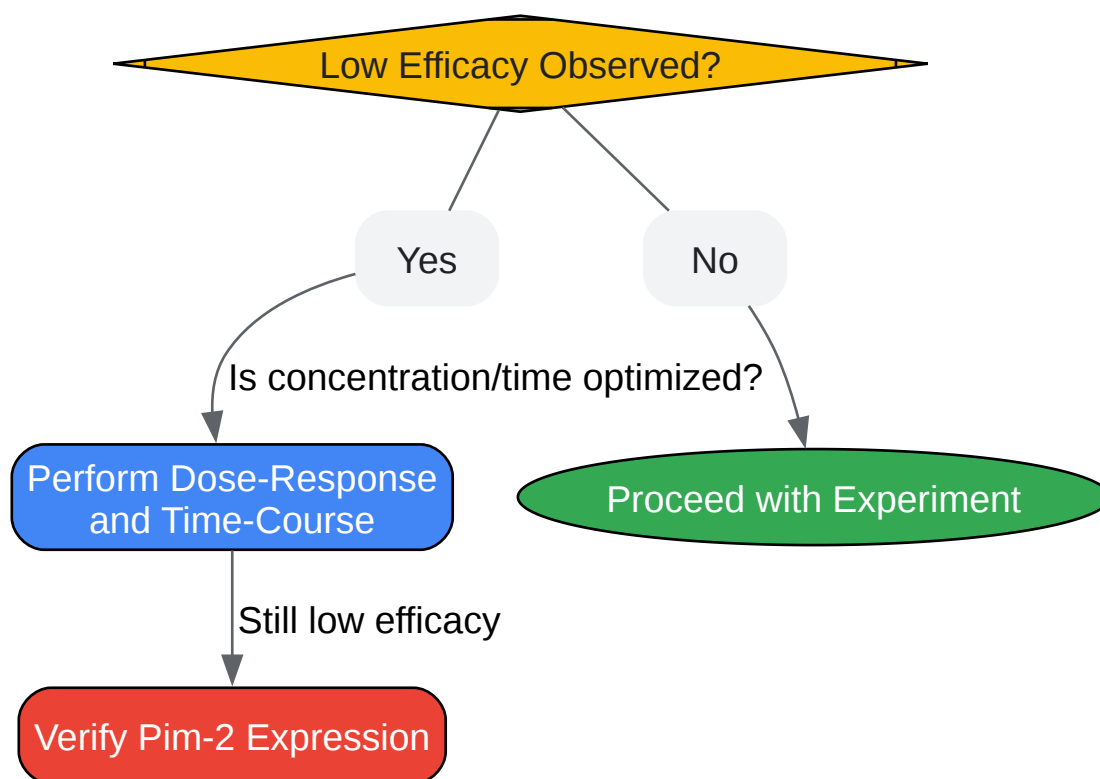 Low Efficacy Observed?
Yes
No
Is concentration/time optimized?
Perform Dose-Response
and Time-Course
Proceed with Experiment
Still low efficacy
Verify Pim-2 Expression